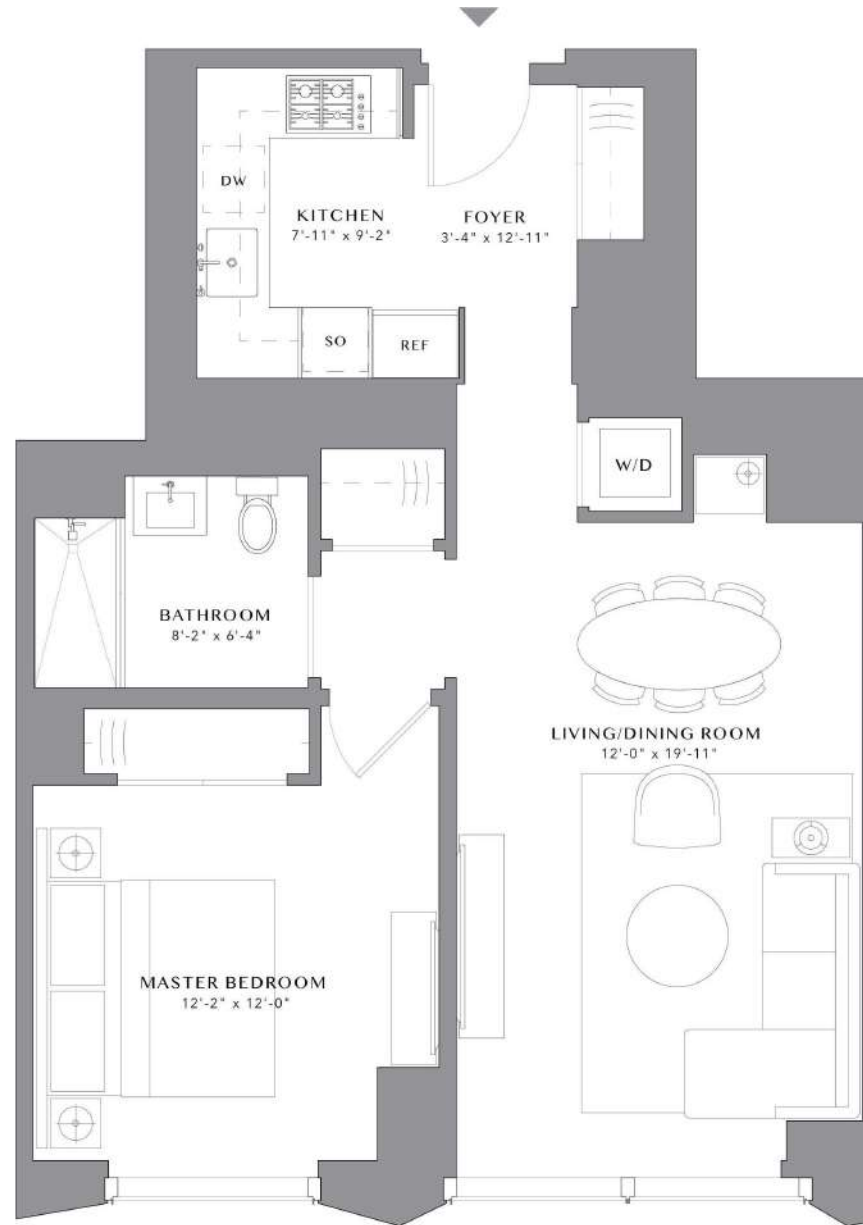 DW
KITCHEN
7'-11" x 9'-2"
FOYER
3'-4" x 12'-11"
SO
REF
W/D
BATHROOM
8'-2" x 6'-4"
LIVING/DINING ROOM
12'-0" x 19'-11"
MASTER BEDROOM
12'-2" x 12'-0"